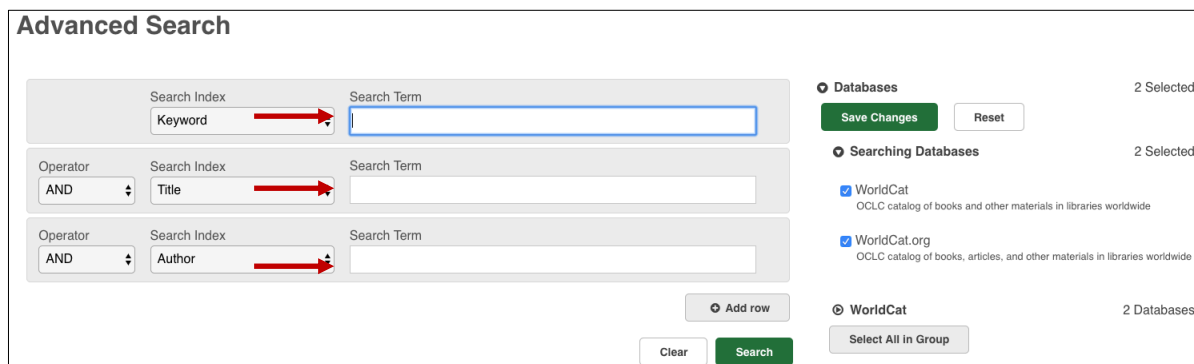 Advanced Search
Search Index
Search Term
Keyword
Operator
Search Index
Search Term
AND
Title
Operator
Search Index
Search Term
AND
Author
Add row
Clear
Search
Databases
2 Selected
Save Changes
Reset
Searching Databases
2 Selected
WorldCat
OCLC catalog of books and other materials in libraries worldwide
WorldCat.org
OCLC catalog of books, articles, and other materials in libraries worldwide
WorldCat
2 Databases
Select All in Group